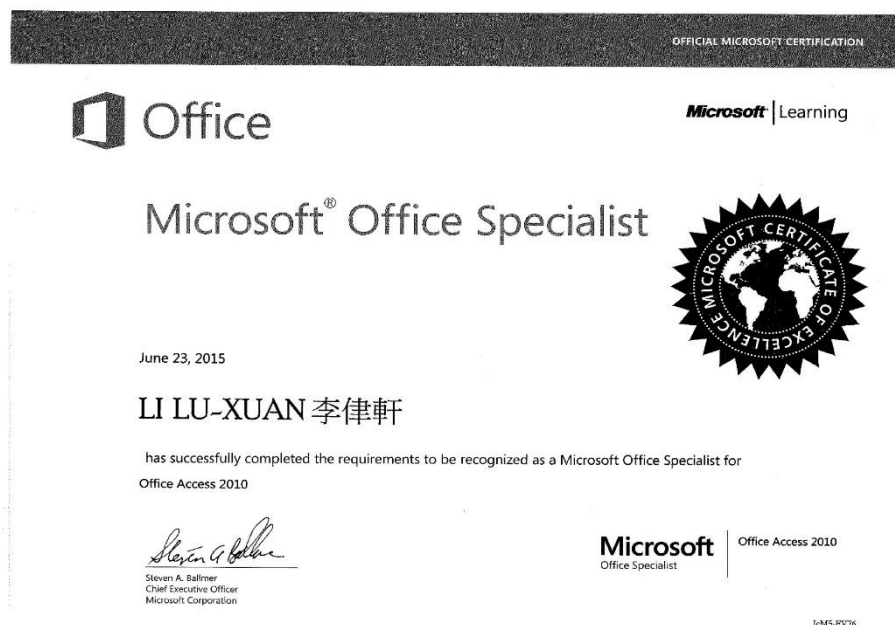 OFFICIAL MICROSOFT CERTIFICATION
Office
Microsoft | Learning
Microsoft® Office Specialist
MICROSOFT CERTIFICATE OF EXCELLENCE
June 23, 2015
LI LU-XUAN 李侓軒
has successfully completed the requirements to be recognized as a Microsoft Office Specialist for
Office Access 2010
Steven A. Ballmer
Chief Executive Officer
Microsoft Corporation
Microsoft
Office Specialist
Office Access 2010